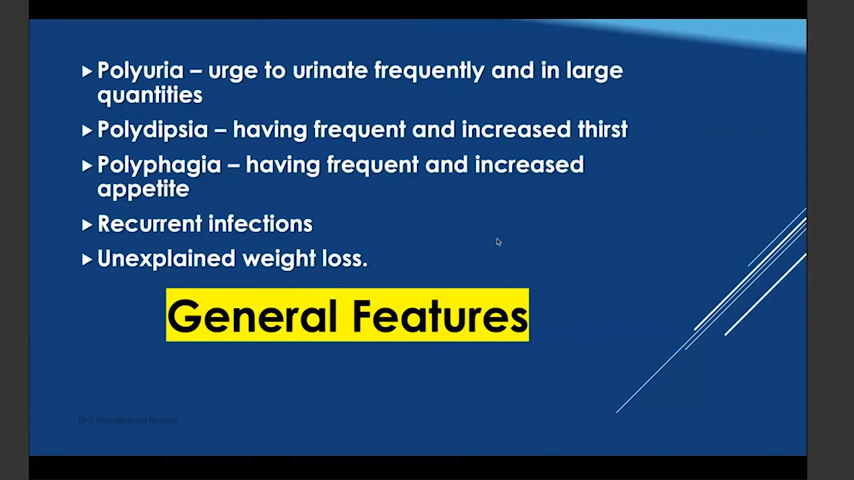 Polyuria – urge to urinate frequently and in large
quantities
Polydipsia – having frequent and increased thirst
Polyphagia – having frequent and increased
appetite
Recurrent infections
Unexplained weight loss.
General Features